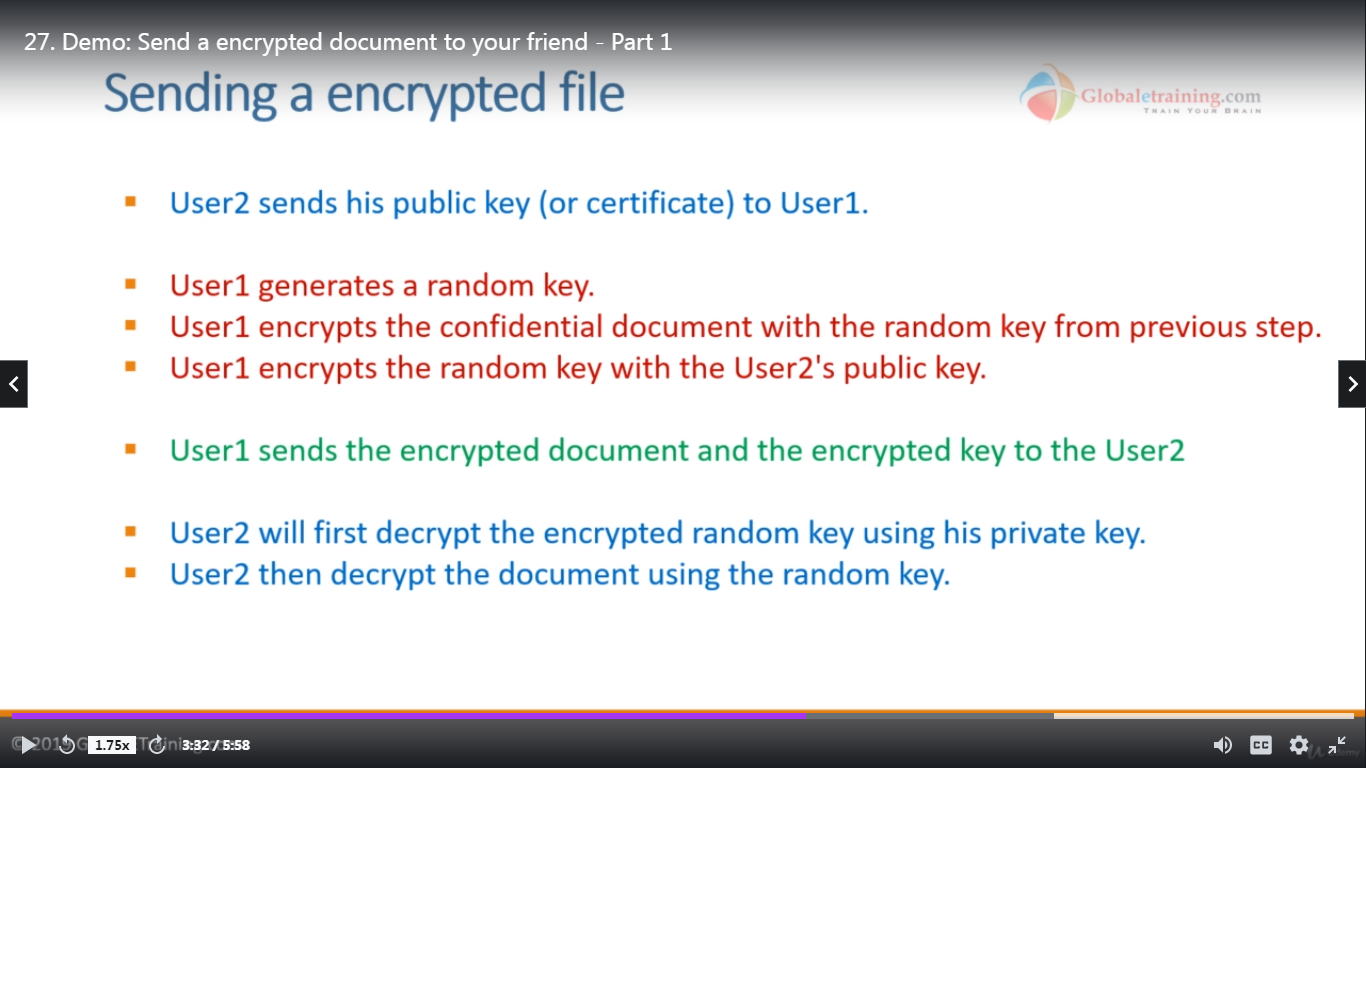 27. Demo: Send a encrypted document to your friend - Part 1
Sending a encrypted file
Globaletraining.com
TRAIN YOUR BRAIN
User2 sends his public key (or certificate) to User1.
User1 generates a random key.
User1 encrypts the confidential document with the random key from previous step.
User1 encrypts the random key with the User2's public key.
User1 sends the encrypted document and the encrypted key to the User2
User2 will first decrypt the encrypted random key using his private key.
User2 then decrypt the document using the random key.
1.75x
3:32 / 5:58
CC